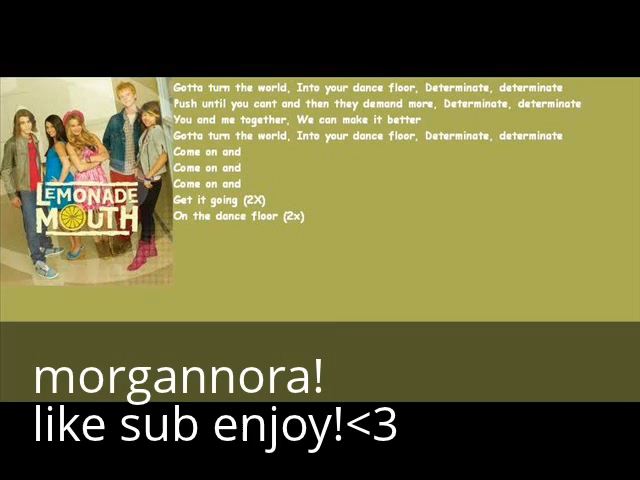 Gotta turn the world, Into your dance floor, Determinate, determinate
Push until you cant and then they demand more, Determinate, determinate
You and me together, We can make it better
Gotta turn the world, Into your dance floor, Determinate, determinate
Come on and
Come on and
Come on and
Get it going (2X)
On the dance floor (2x)
LEMONADE
MOUTH
morgannora!
like sub enjoy!<3